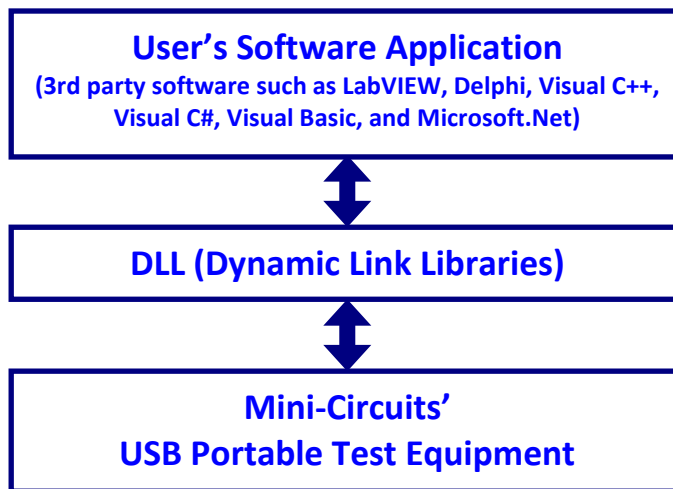 User’s Software Application
(3rd party software such as LabVIEW, Delphi, Visual C++,
Visual C#, Visual Basic, and Microsoft.Net)
DLL (Dynamic Link Libraries)
Mini-Circuits’
USB Portable Test Equipment